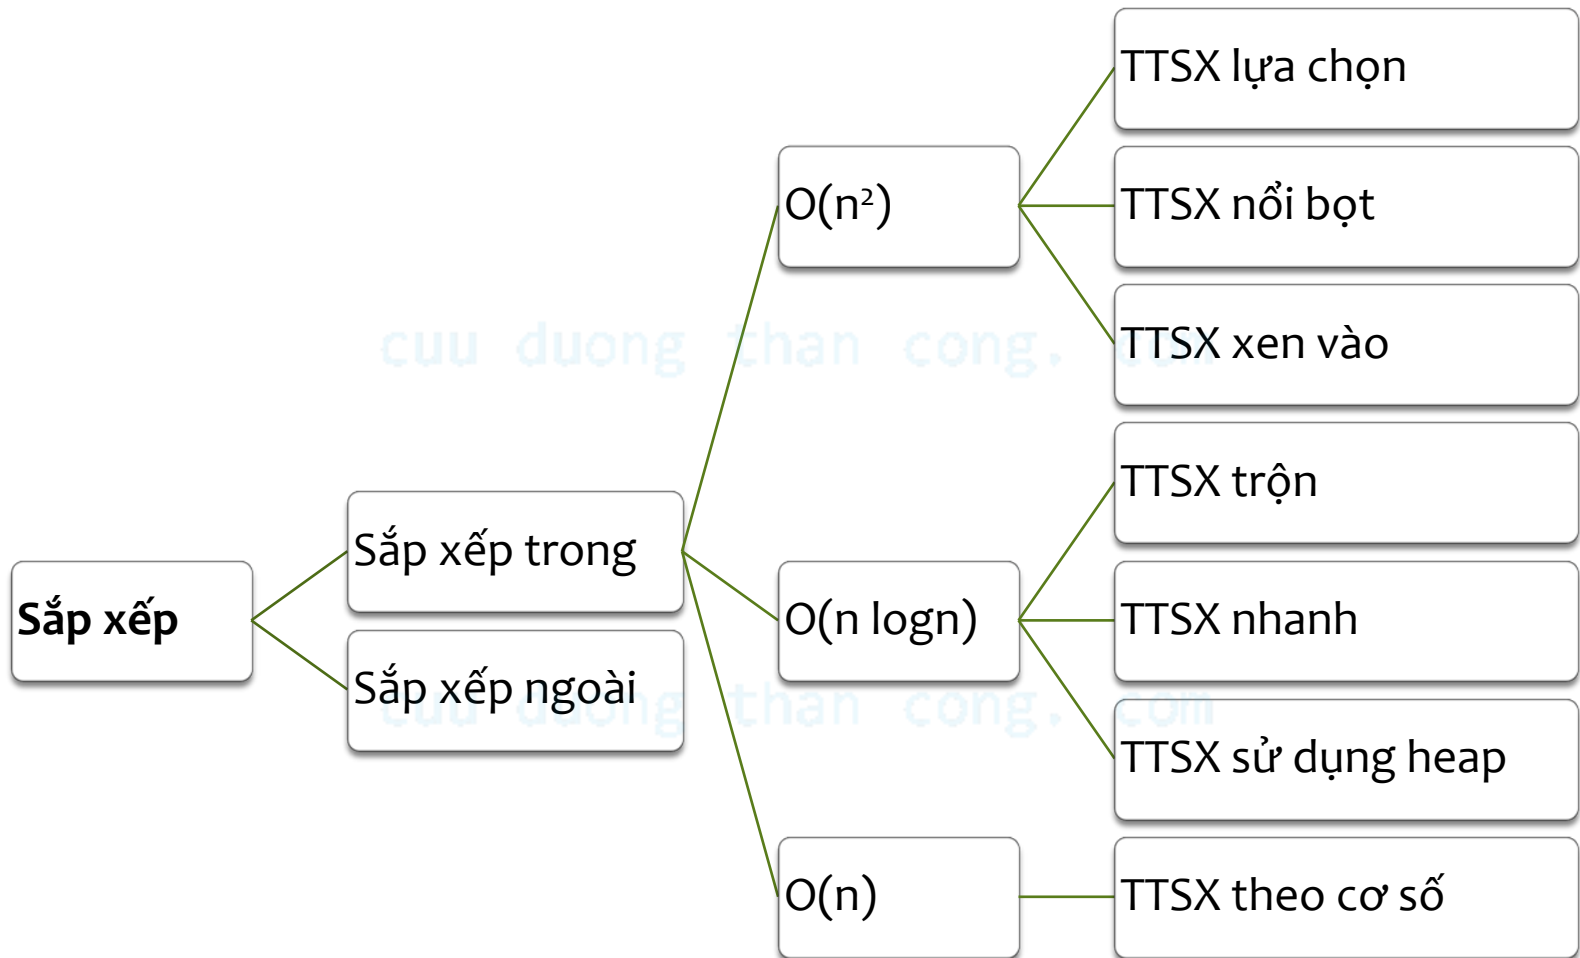 Sắp xếp
Sắp xếp trong
Sắp xếp ngoài
O(n²)
O(n logn)
O(n)
TTSX lựa chọn
TTSX nổi bọt
TTSX xen vào
TTSX trộn
TTSX nhanh
TTSX sử dụng heap
TTSX theo cơ số
cuu duong than cong. com
cuu duong than cong. com